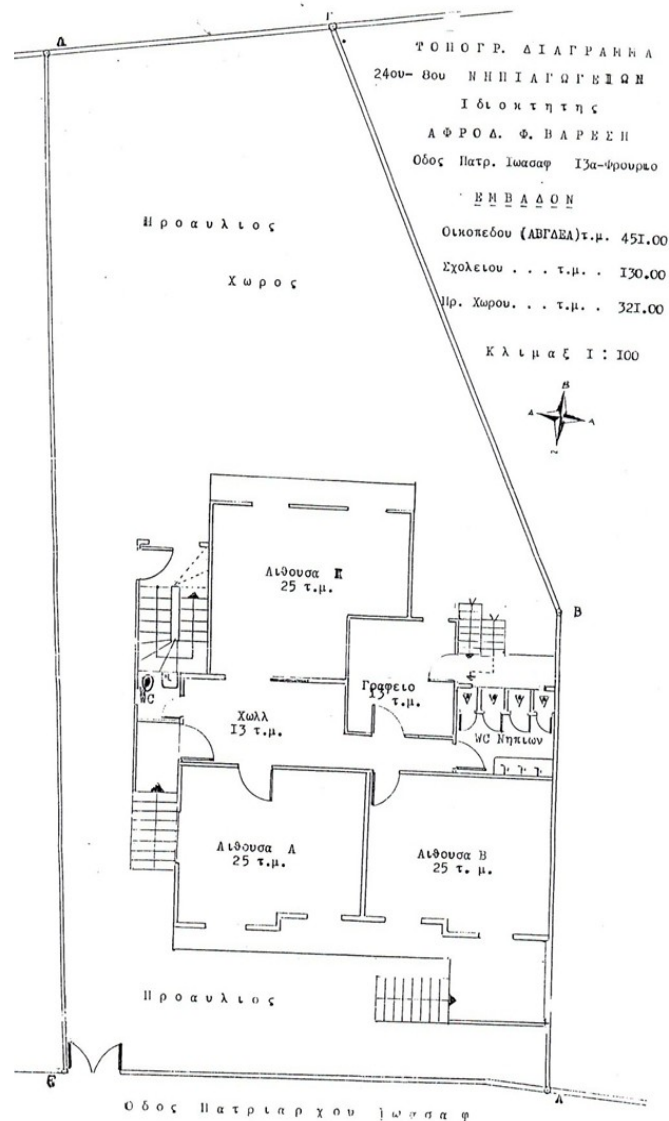 Δ
Γ
ΤΟΠΟΓΡ. ΔΙΑΓΡΑΜΜΑ
24ου- 8ου ΝΗΠΙΑΓΩΓΕΙΩΝ
Ιδιοκτητης
ΑΦΡΟΔ. Φ. ΒΑΡΕΣΗ
Οδος Πατρ. Ιωασαφ 13α-Φρουριο
ΕΜΒΑΔΟΝ
Οικοπεδου (ΑΒΓΔΕΑ)τ.μ. 451.00
Σχολειου . . . τ.μ. . 130.00
Πρ. Χωρου. . . τ.μ. . 321.00
Κλιμαξ 1 : 100
Προαυλιος
Χωρος
Β
Δ
Α
Ν
Αιθουσα Γ
25 τ.μ.
Β
Γραφειο
13 τ.μ.
WC
Χωλλ
13 τ.μ.
WC Νηπιων
Αιθουσα Α
25 τ.μ.
Αιθουσα Β
25 τ. μ.
Προαυλιος
Ε
Α
Οδος Πατριαρχου Ιωασαφ